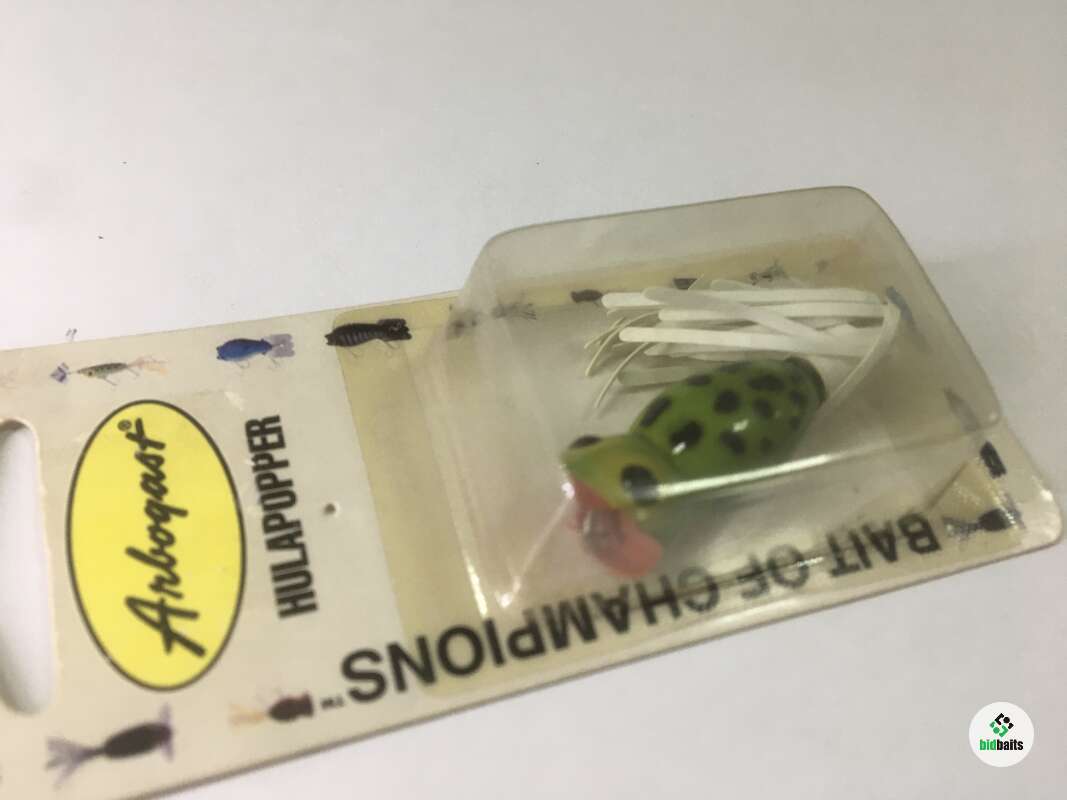 Arbogast®
HULAPOPPER
BAIT OF CHAMPIONS™
bidbaits